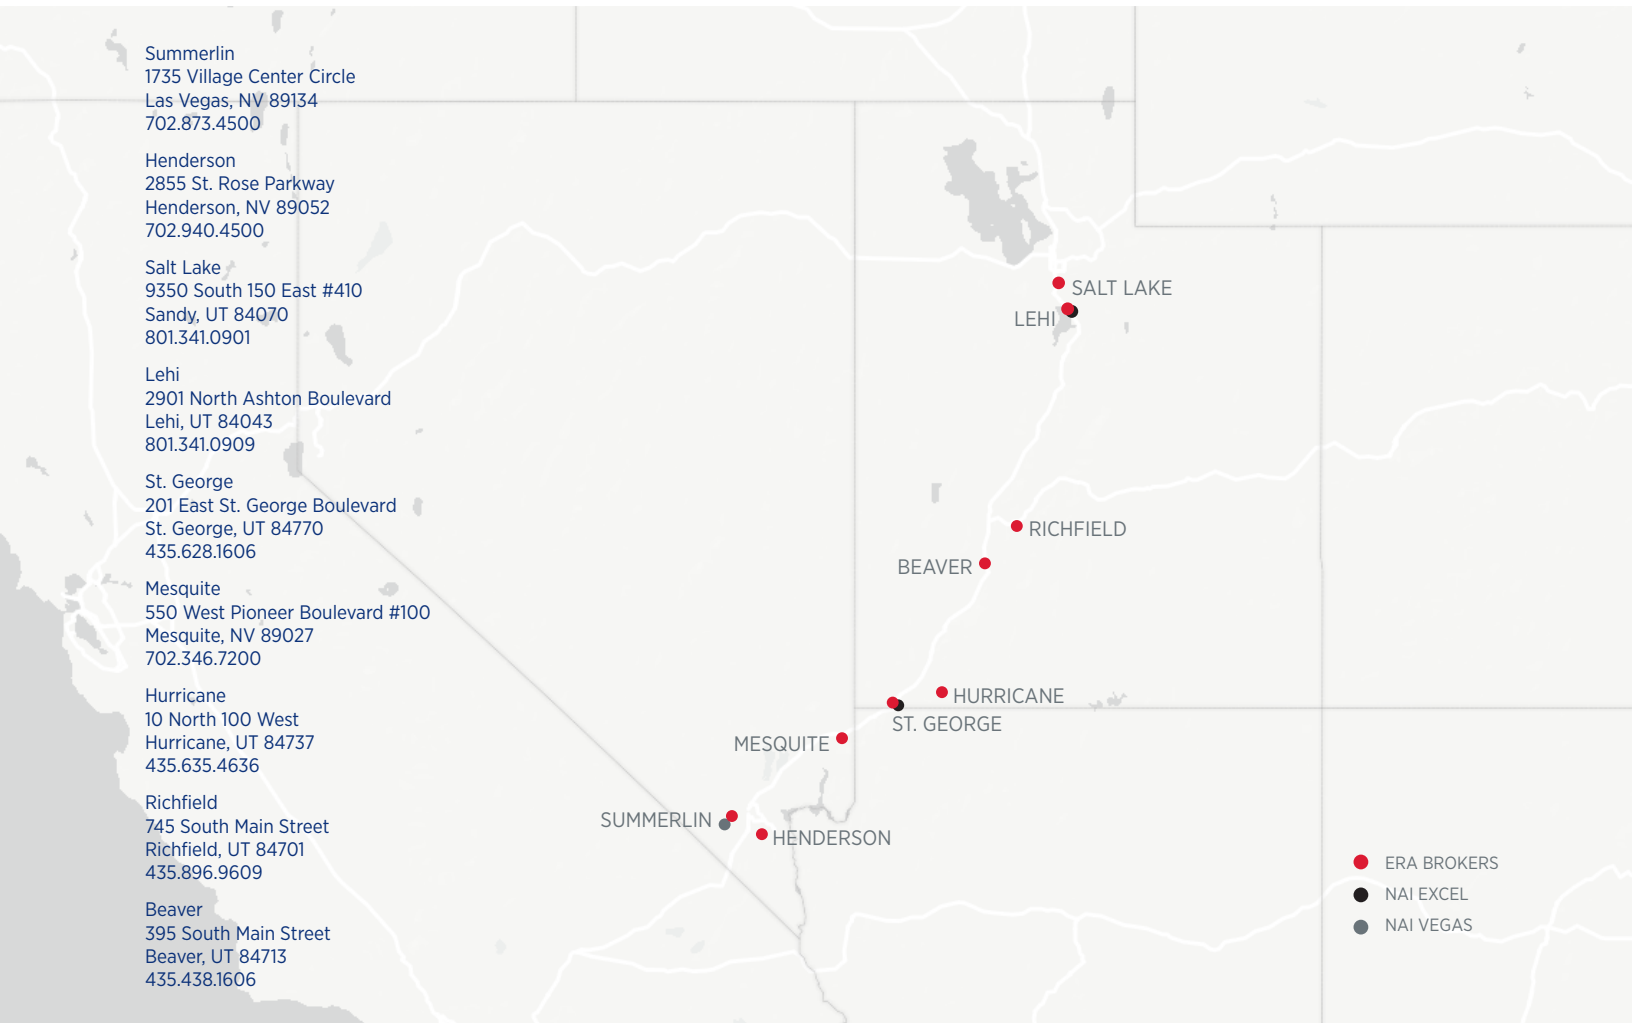 Summerlin
1735 Village Center Circle
Las Vegas, NV 89134
702.873.4500
Henderson
2855 St. Rose Parkway
Henderson, NV 89052
702.940.4500
Salt Lake
9350 South 150 East #410
Sandy, UT 84070
801.341.0901
Lehi
2901 North Ashton Boulevard
Lehi, UT 84043
801.341.0909
St. George
201 East St. George Boulevard
St. George, UT 84770
435.628.1606
Mesquite
550 West Pioneer Boulevard #100
Mesquite, NV 89027
702.346.7200
Hurricane
10 North 100 West
Hurricane, UT 84737
435.635.4636
Richfield
745 South Main Street
Richfield, UT 84701
435.896.9609
Beaver
395 South Main Street
Beaver, UT 84713
435.438.1606
SALT LAKE
LEHI
RICHFIELD
BEAVER
HURRICANE
ST. GEORGE
MESQUITE
SUMMERLIN
HENDERSON
ERA BROKERS
NAI EXCEL
NAI VEGAS